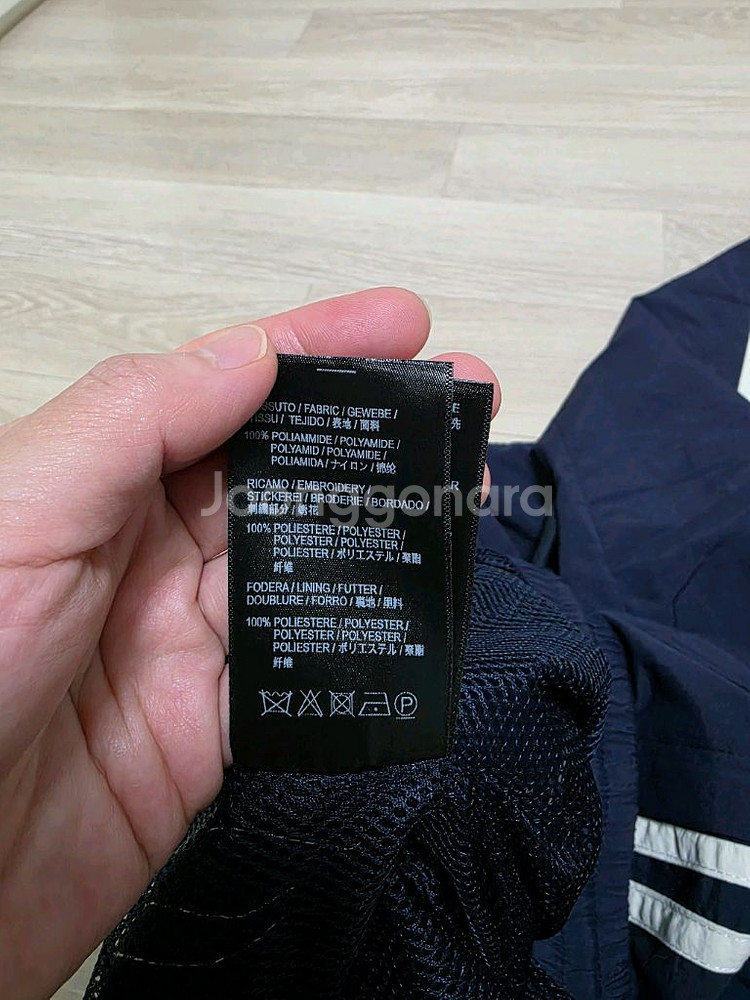 SSUTO / FABRIC / GEWEBE /
TISSU / TEJIDO / 表地 / 面料
100% POLIAMMIDE / POLYAMIDE /
POLYAMID / POLYAMIDE /
POLIAMIDA / ナイロン / 锦纶
RICAMO / EMBROIDERY /
STICKEREI / BRODERIE / BORDADO /
刺繍部分 / 绣花
100% POLIESTERE / POLYESTER /
POLYESTER / POLYESTER /
POLIESTER / ポリエステル / 聚酯
纤维
FODERA / LINING / FUTTER /
DOUBLURE / FORRO / 裏地 / 里料
100% POLIESTERE / POLYESTER /
POLYESTER / POLYESTER /
POLIESTER / ポリエステル / 聚酯
纤维
P
E
先
R
Joonggonara